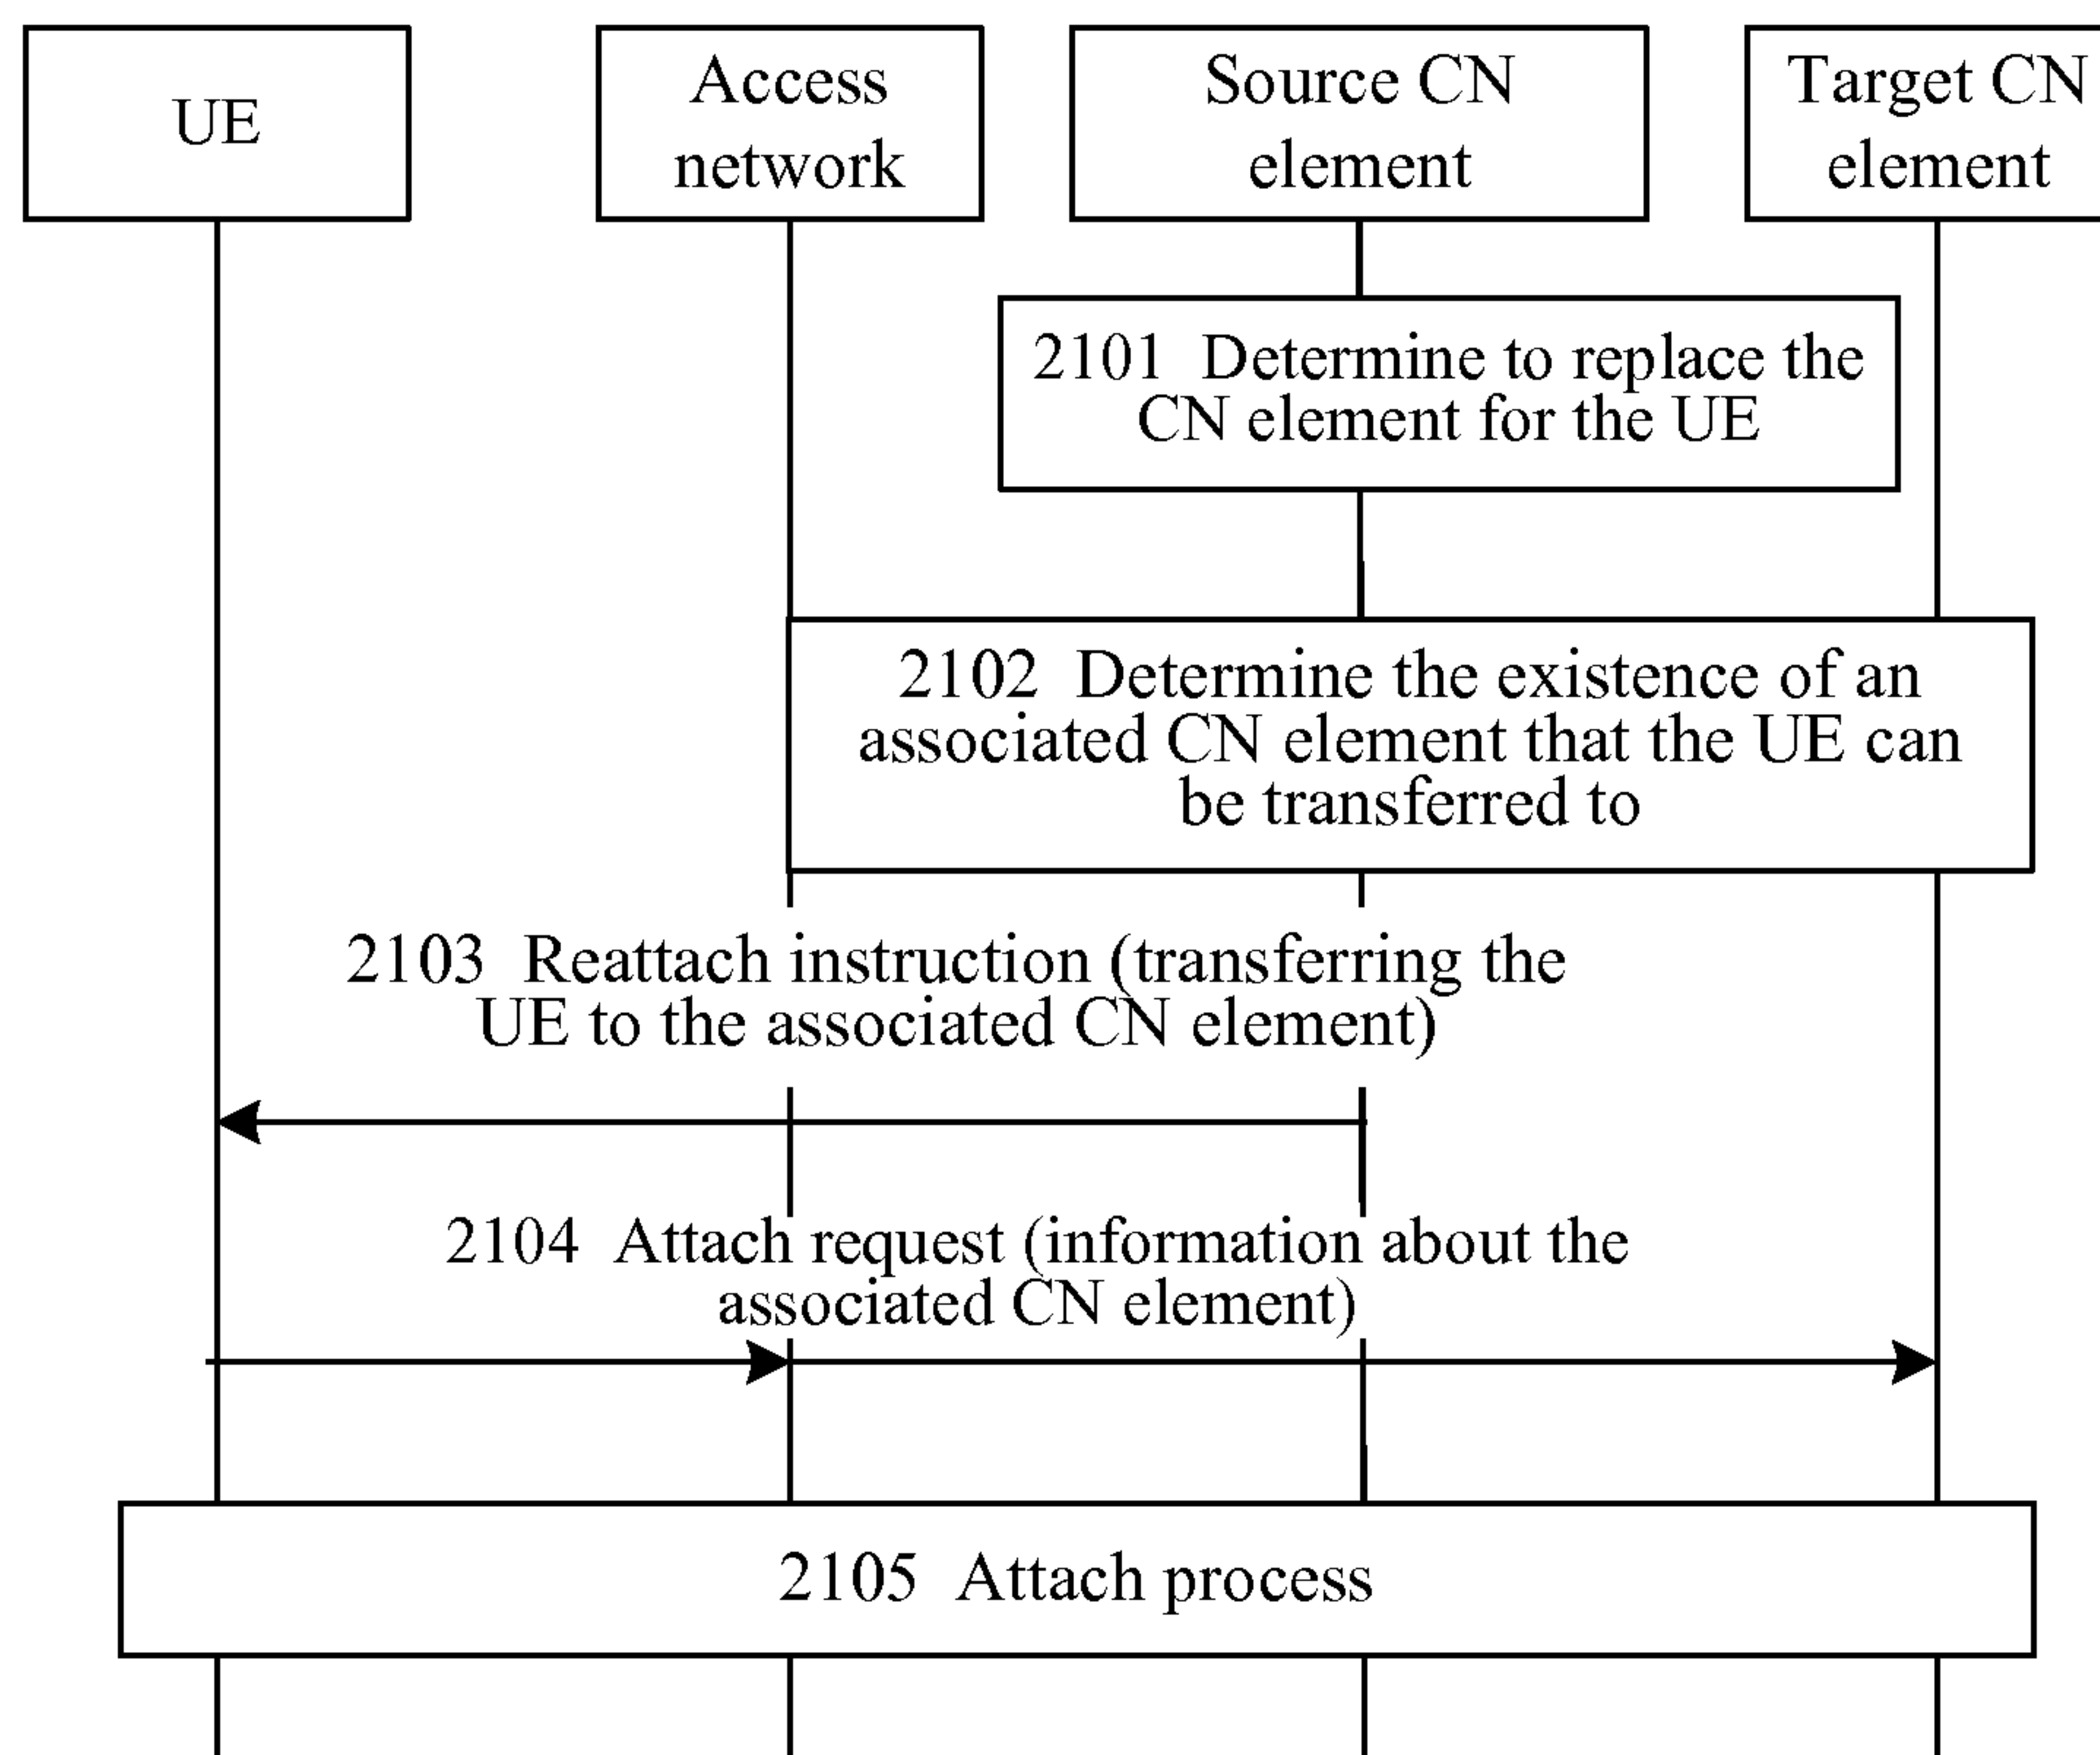 UE
Access
network
Source CN
element
Target CN
element
2101 Determine to replace the
CN element for the UE
2102 Determine the existence of an
associated CN element that the UE can
be transferred to
2103 Reattach instruction (transferring the
UE to the associated CN element)
2104 Attach request (information about the
associated CN element)
2105 Attach process